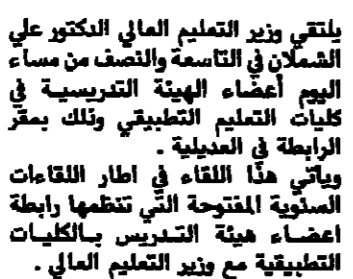 يلتقي وزير التعليم العالي الدكتور علي
الشملان في التاسعة والنصف من مساء
اليوم أعضاء الهيئة التدريسية في
كليات التعليم التطبيقي وذلك بمقر
الرابطة في العديلية .
ويأتي هذا اللقاء في اطار اللقاءات
السنوية المفتوحة التي تنظمها رابطة
اعضاء هيئة التدريس بالكليات
التطبيقية مع وزير التعليم العالي .